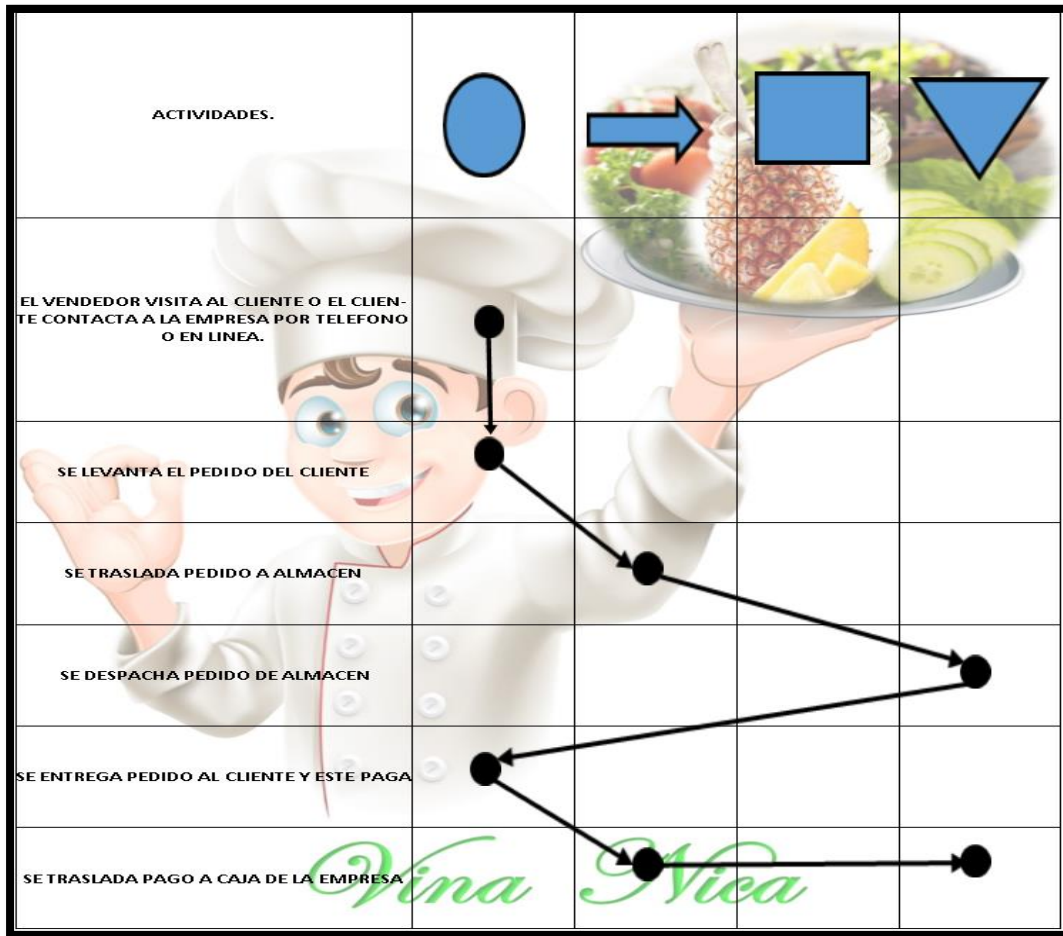 ACTIVIDADES.
EL VENDEDOR VISITA AL CLIENTE O EL CLIEN-
TE CONTACTA A LA EMPRESA POR TELEFONO
O EN LINEA.
SE LEVANTA EL PEDIDO DEL CLIENTE
SE TRASLADA PEDIDO A ALMACEN
SE DESPACHA PEDIDO DE ALMACEN
SE ENTREGA PEDIDO AL CLIENTE Y ESTE PAGA
SE TRASLADA PAGO A CAJA DE LA EMPRESA
Vina Nica